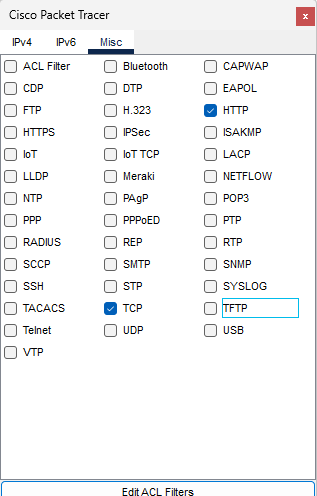 Cisco Packet Tracer x
IPv4 IPv6 Misc
ACL Filter Bluetooth CAPWAP
CDP DTP EAPOL
FTP H.323 HTTP
HTTPS IPSec ISAKMP
IoT IoT TCP LACP
LLDP Meraki NETFLOW
NTP PAgP POP3
PPP PPPoED PTP
RADIUS REP RTP
SCCP SMTP SNMP
SSH STP SYSLOG
TACACS TCP TFTP
Telnet UDP USB
VTP
Edit ACL Filters